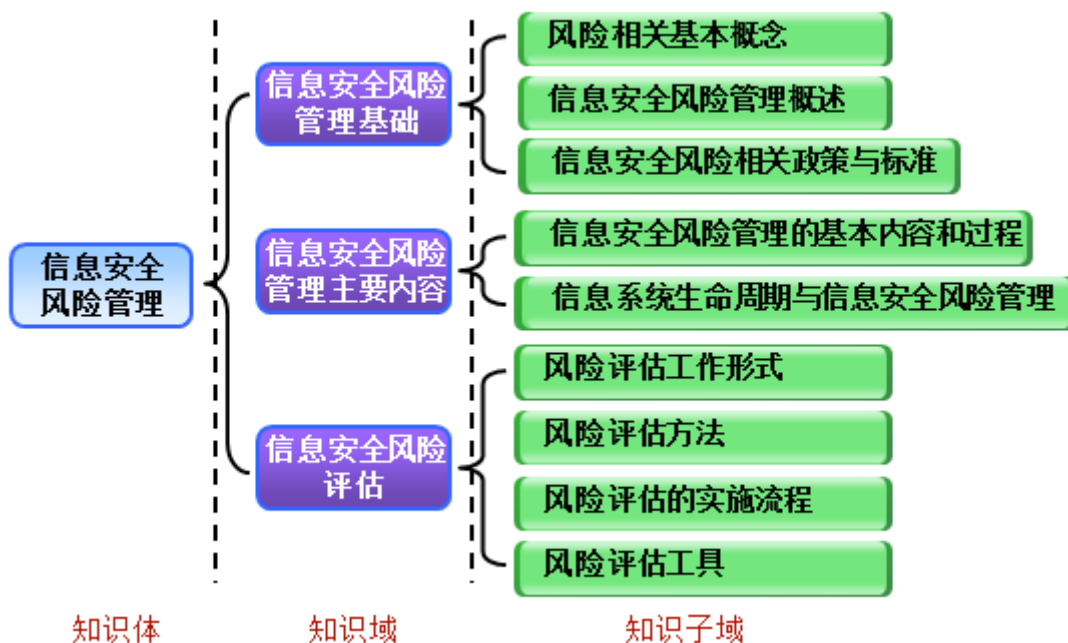 信息安全
风险管理
信息安全风险
管理基础
风险相关基本概念
信息安全风险管理概述
信息安全风险相关政策与标准
信息安全风险
管理主要内容
信息安全风险管理的基本内容和过程
信息系统生命周期与信息安全风险管理
信息安全风险
评估
风险评估工作形式
风险评估方法
风险评估的实施流程
风险评估工具
知识体
知识域
知识子域